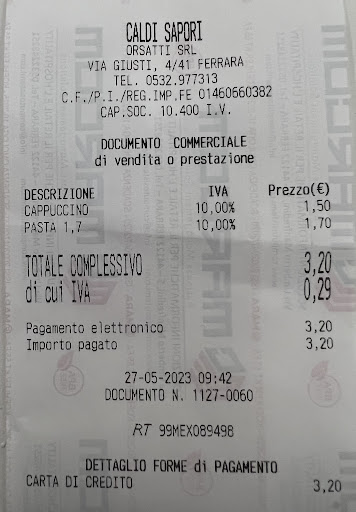 CALDI SAPORI
ORSATTI SRL
VIA GIUSTI, 4/41 FERRARA
TEL. 0532.977313
C.F./P.I./REG.IMP.FE 01460660382
CAP.SOC. 10.400 I.V.
DOCUMENTO COMMERCIALE
di vendita o prestazione
DESCRIZIONE IVA Prezzo(€)
CAPPUCCINO 10,00% 1,50
PASTA 1,7 10,00% 1,70
TOTALE COMPLESSIVO 3,20
di cui IVA 0,29
Pagamento elettronico 3,20
Importo pagato 3,20
27-05-2023 09:42
DOCUMENTO N. 1127-0060
RT 99MEX089498
DETTAGLIO FORME di PAGAMENTO
CARTA DI CREDITO 3,20